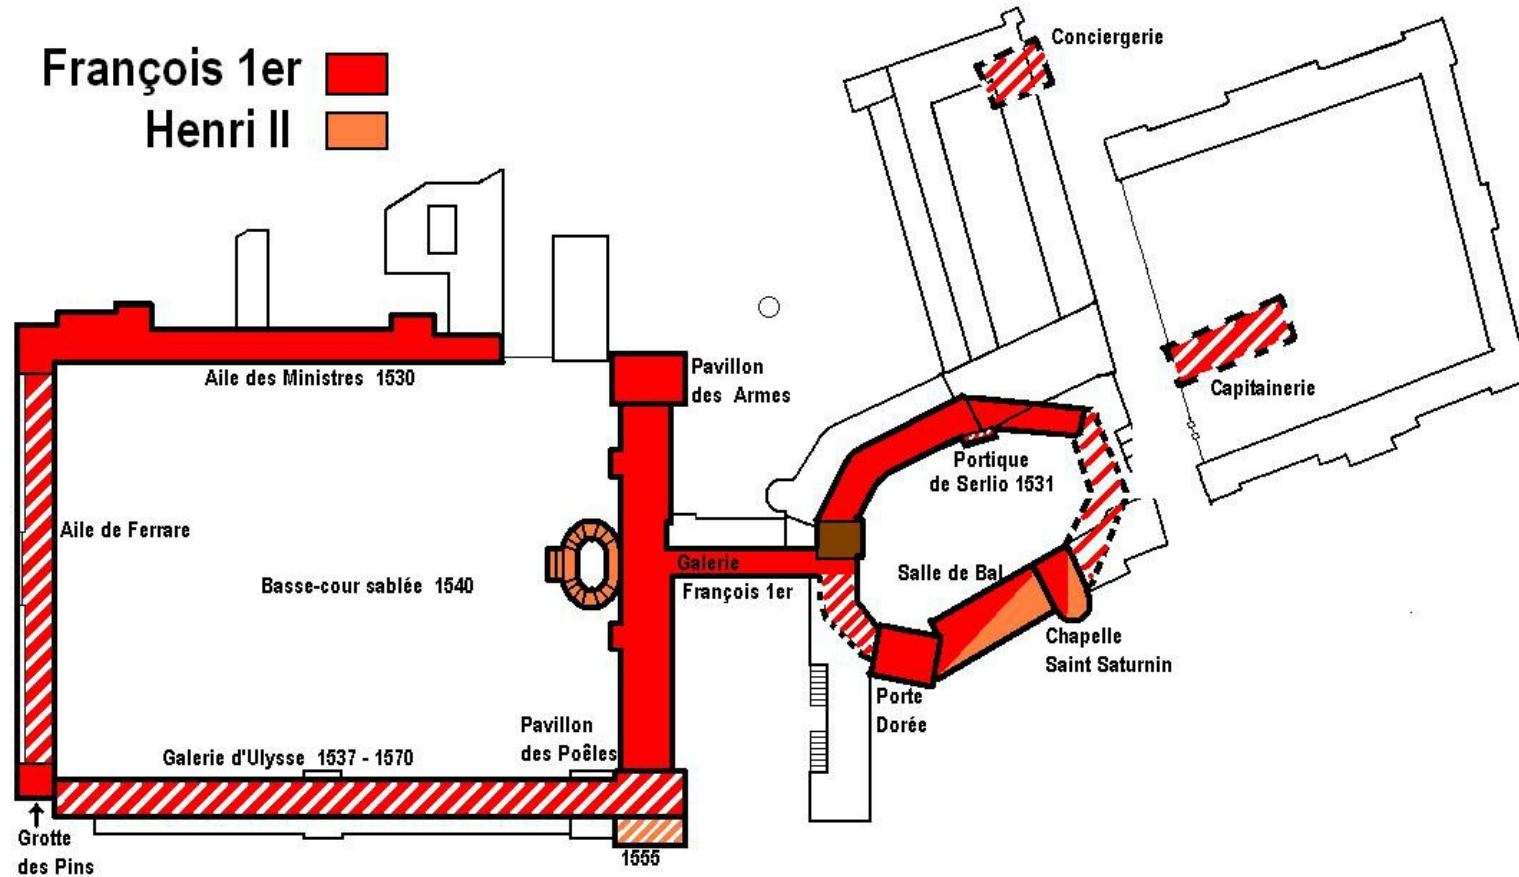 François 1er
Henri II
Conciergerie
Capitainerie
Aile des Ministres 1530
Pavillon
des Armes
Portique
de Serlio 1531
Aile de Ferrare
Basse-cour sablée 1540
Galerie
François 1er
Salle de Bal
Chapelle
Saint Saturnin
Porte
Dorée
Pavillon
des Poêles
Galerie d'Ulysse 1537 - 1570
Grotte
des Pins
1555